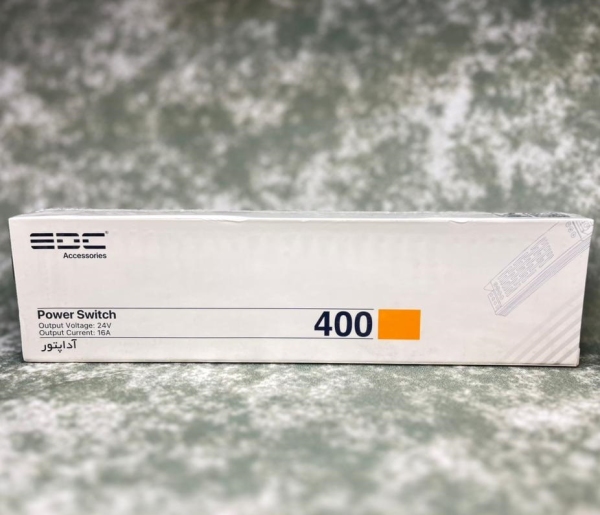 EDC
Accessories
Power Switch
Output Voltage: 24V
Output Current: 16A
آداپتور
400